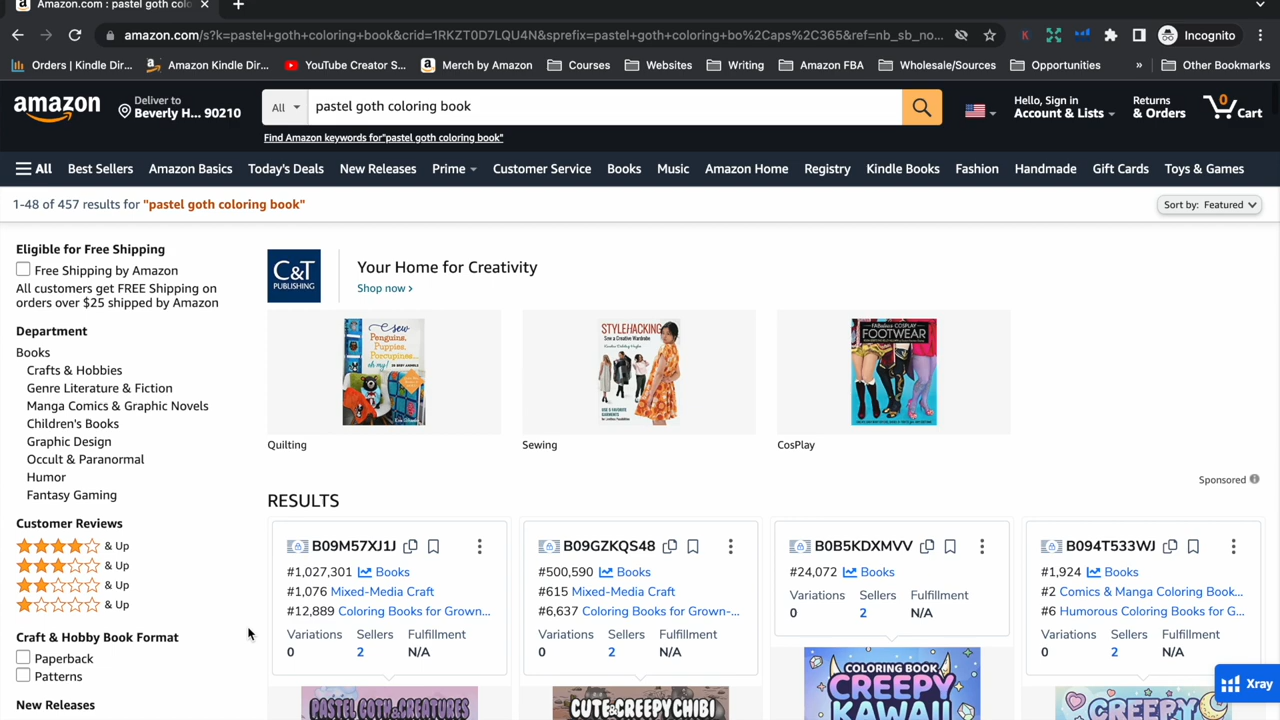 Amazon.com : pastel goth colo
amazon.com/s?k=pastel+goth+coloring+book&crid=1RKZT0D7LQU4N&sprefix=pastel+goth+coloring+bo%2Caps%2C365&ref=nb_sb_no...
Incognito
Orders | Kindle Dir...
Amazon Kindle Dir...
YouTube Creator S...
Merch by Amazon
Courses
Websites
Writing
Amazon FBA
Wholesale/Sources
Opportunities
»
Other Bookmarks
amazon
Deliver to
Beverly H... 90210
All
pastel goth coloring book
Find Amazon keywords for"pastel goth coloring book"
Hello, Sign in
Account & Lists
Returns
& Orders
0
Cart
All
Best Sellers
Amazon Basics
Today's Deals
New Releases
Prime
Customer Service
Books
Music
Amazon Home
Registry
Kindle Books
Fashion
Handmade
Gift Cards
Toys & Games
1-48 of 457 results for "pastel goth coloring book"
Sort by: Featured
Eligible for Free Shipping
Free Shipping by Amazon
All customers get FREE Shipping on
orders over $25 shipped by Amazon
Department
Books
Crafts & Hobbies
Genre Literature & Fiction
Manga Comics & Graphic Novels
Children's Books
Graphic Design
Occult & Paranormal
Humor
Fantasy Gaming
Customer Reviews
& Up
& Up
& Up
& Up
Craft & Hobby Book Format
Paperback
Patterns
New Releases
C&T
PUBLISHING
Your Home for Creativity
Shop now ›
sew
Penguins,
Puppies,
Porcupines...
oh my!
STYLEHACKING
Sew a Creative Wardrobe
FABulous COSPLAY
FOOTWEAR
Quilting
Sewing
CosPlay
Sponsored
RESULTS
B09M57XJ1J
#1,027,301 Books
#1,076 Mixed-Media Craft
#12,889 Coloring Books for Grown...
Variations Sellers Fulfillment
0 2 N/A
PASTEL GOTH CREATURES
B09GZKQS48
#500,590 Books
#615 Mixed-Media Craft
#6,637 Coloring Books for Grown-...
Variations Sellers Fulfillment
0 2 N/A
CUTE & CREEPY CHIBI
B0B5KDXMVV
#24,072 Books
Variations Sellers Fulfillment
0 2 N/A
COLORING BOOK
CREEPY
KAWAII
B094T533WJ
#1,924 Books
#2 Comics & Manga Coloring Book...
#6 Humorous Coloring Books for G...
Variations Sellers Fulfillment
0 2 N/A
CREEPY
Xray